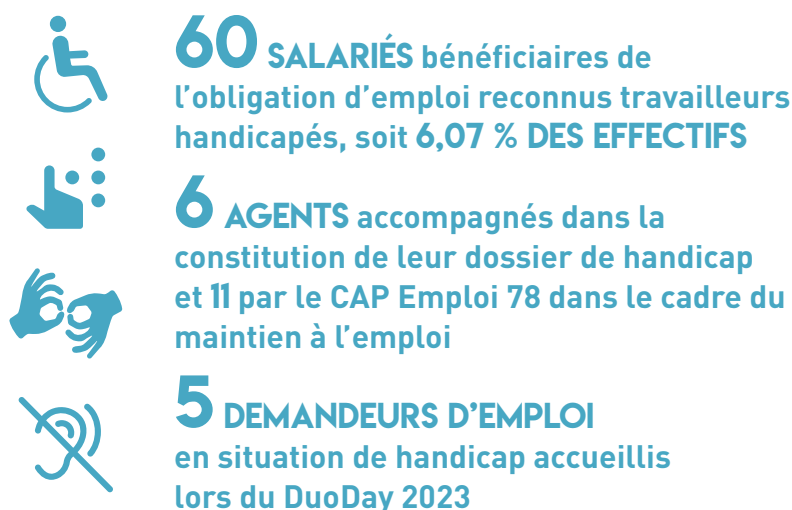 60 SALARIÉS bénéficiaires de
l’obligation d’emploi reconnus travailleurs
handicapés, soit 6,07 % DES EFFECTIFS
6 AGENTS accompagnés dans la
constitution de leur dossier de handicap
et 11 par le CAP Emploi 78 dans le cadre du
maintien à l’emploi
5 DEMANDEURS D’EMPLOI
en situation de handicap accueillis
lors du DuoDay 2023